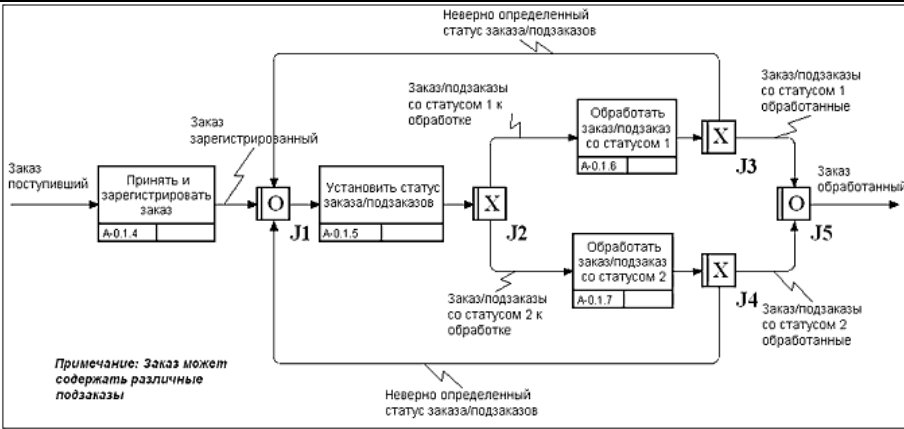 Неверно определенный
статус заказа/подзаказов
Заказ/подзаказы
со статусом 1 к
обработке
Заказ/подзаказы
со статусом 1
обработанные
Заказ
зарегистрированный
Обработать
заказ/подзаказ
со статусом 1
А-0.1.6
X
J3
Заказ
поступивший
Принять и
зарегистрировать
заказ
А-0.1.4
O
J1
Установить статус
заказа/подзаказов
А-0.1.5
X
J2
O
J5
Заказ
обработанный
Обработать
заказ/подзаказ
со статусом 2
А-0.1.7
X
J4
Заказ/подзаказы
со статусом 2 к
обработке
Заказ/подзаказы
со статусом 2
обработанные
Примечание: Заказ может
содержать различные
подзаказы
Неверно определенный
статус заказа/подзаказов